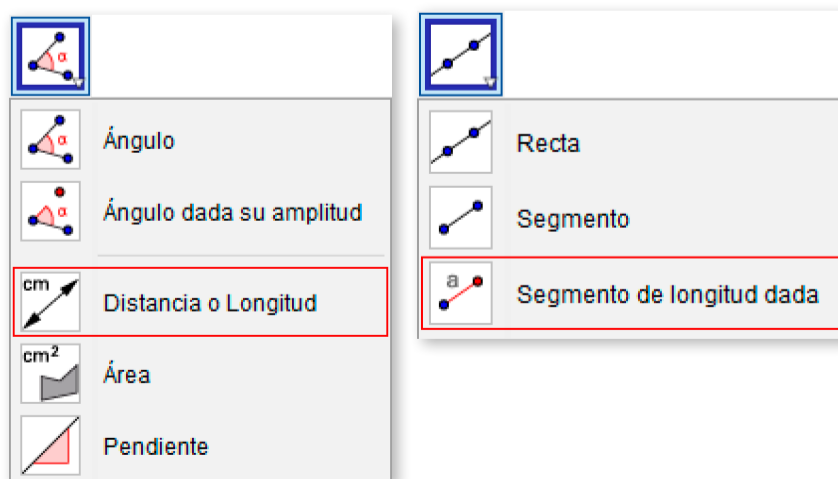 α
α
Ángulo
α
Ángulo dada su amplitud
cm
Distancia o Longitud
cm²
Área
Pendiente
Recta
Segmento
a
Segmento de longitud dada